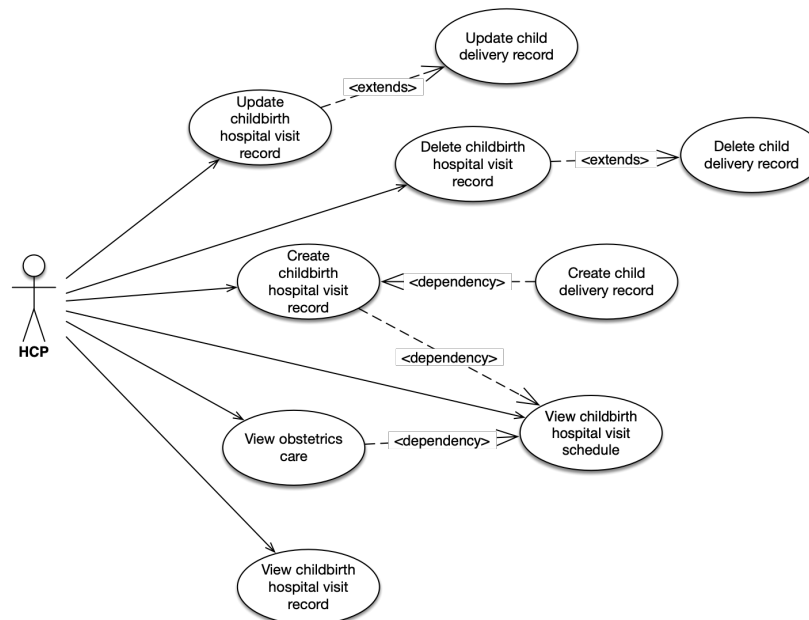 Update child
delivery record
<extends>
Update
childbirth
hospital visit
record
Delete childbirth
hospital visit
record
<extends>
Delete child
delivery record
Create
childbirth
hospital visit
record
<dependency>
Create child
delivery record
HCP
<dependency>
View childbirth
hospital visit
schedule
View obstetrics
care
<dependency>
View childbirth
hospital visit
record